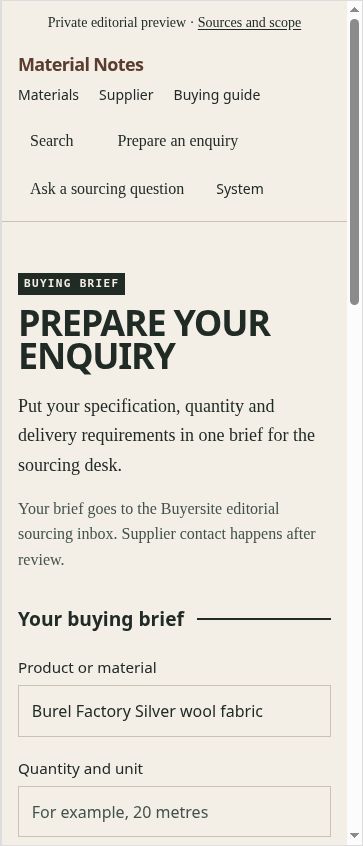 Private editorial preview · Sources and scope
Material Notes
Materials Supplier Buying guide
Search Prepare an enquiry
Ask a sourcing question System
BUYING BRIEF
PREPARE YOUR
ENQUIRY
Put your specification, quantity and
delivery requirements in one brief for the
sourcing desk.
Your brief goes to the Buyersite editorial
sourcing inbox. Supplier contact happens after
review.
Your buying brief
Product or material
Burel Factory Silver wool fabric
Quantity and unit
For example, 20 metres